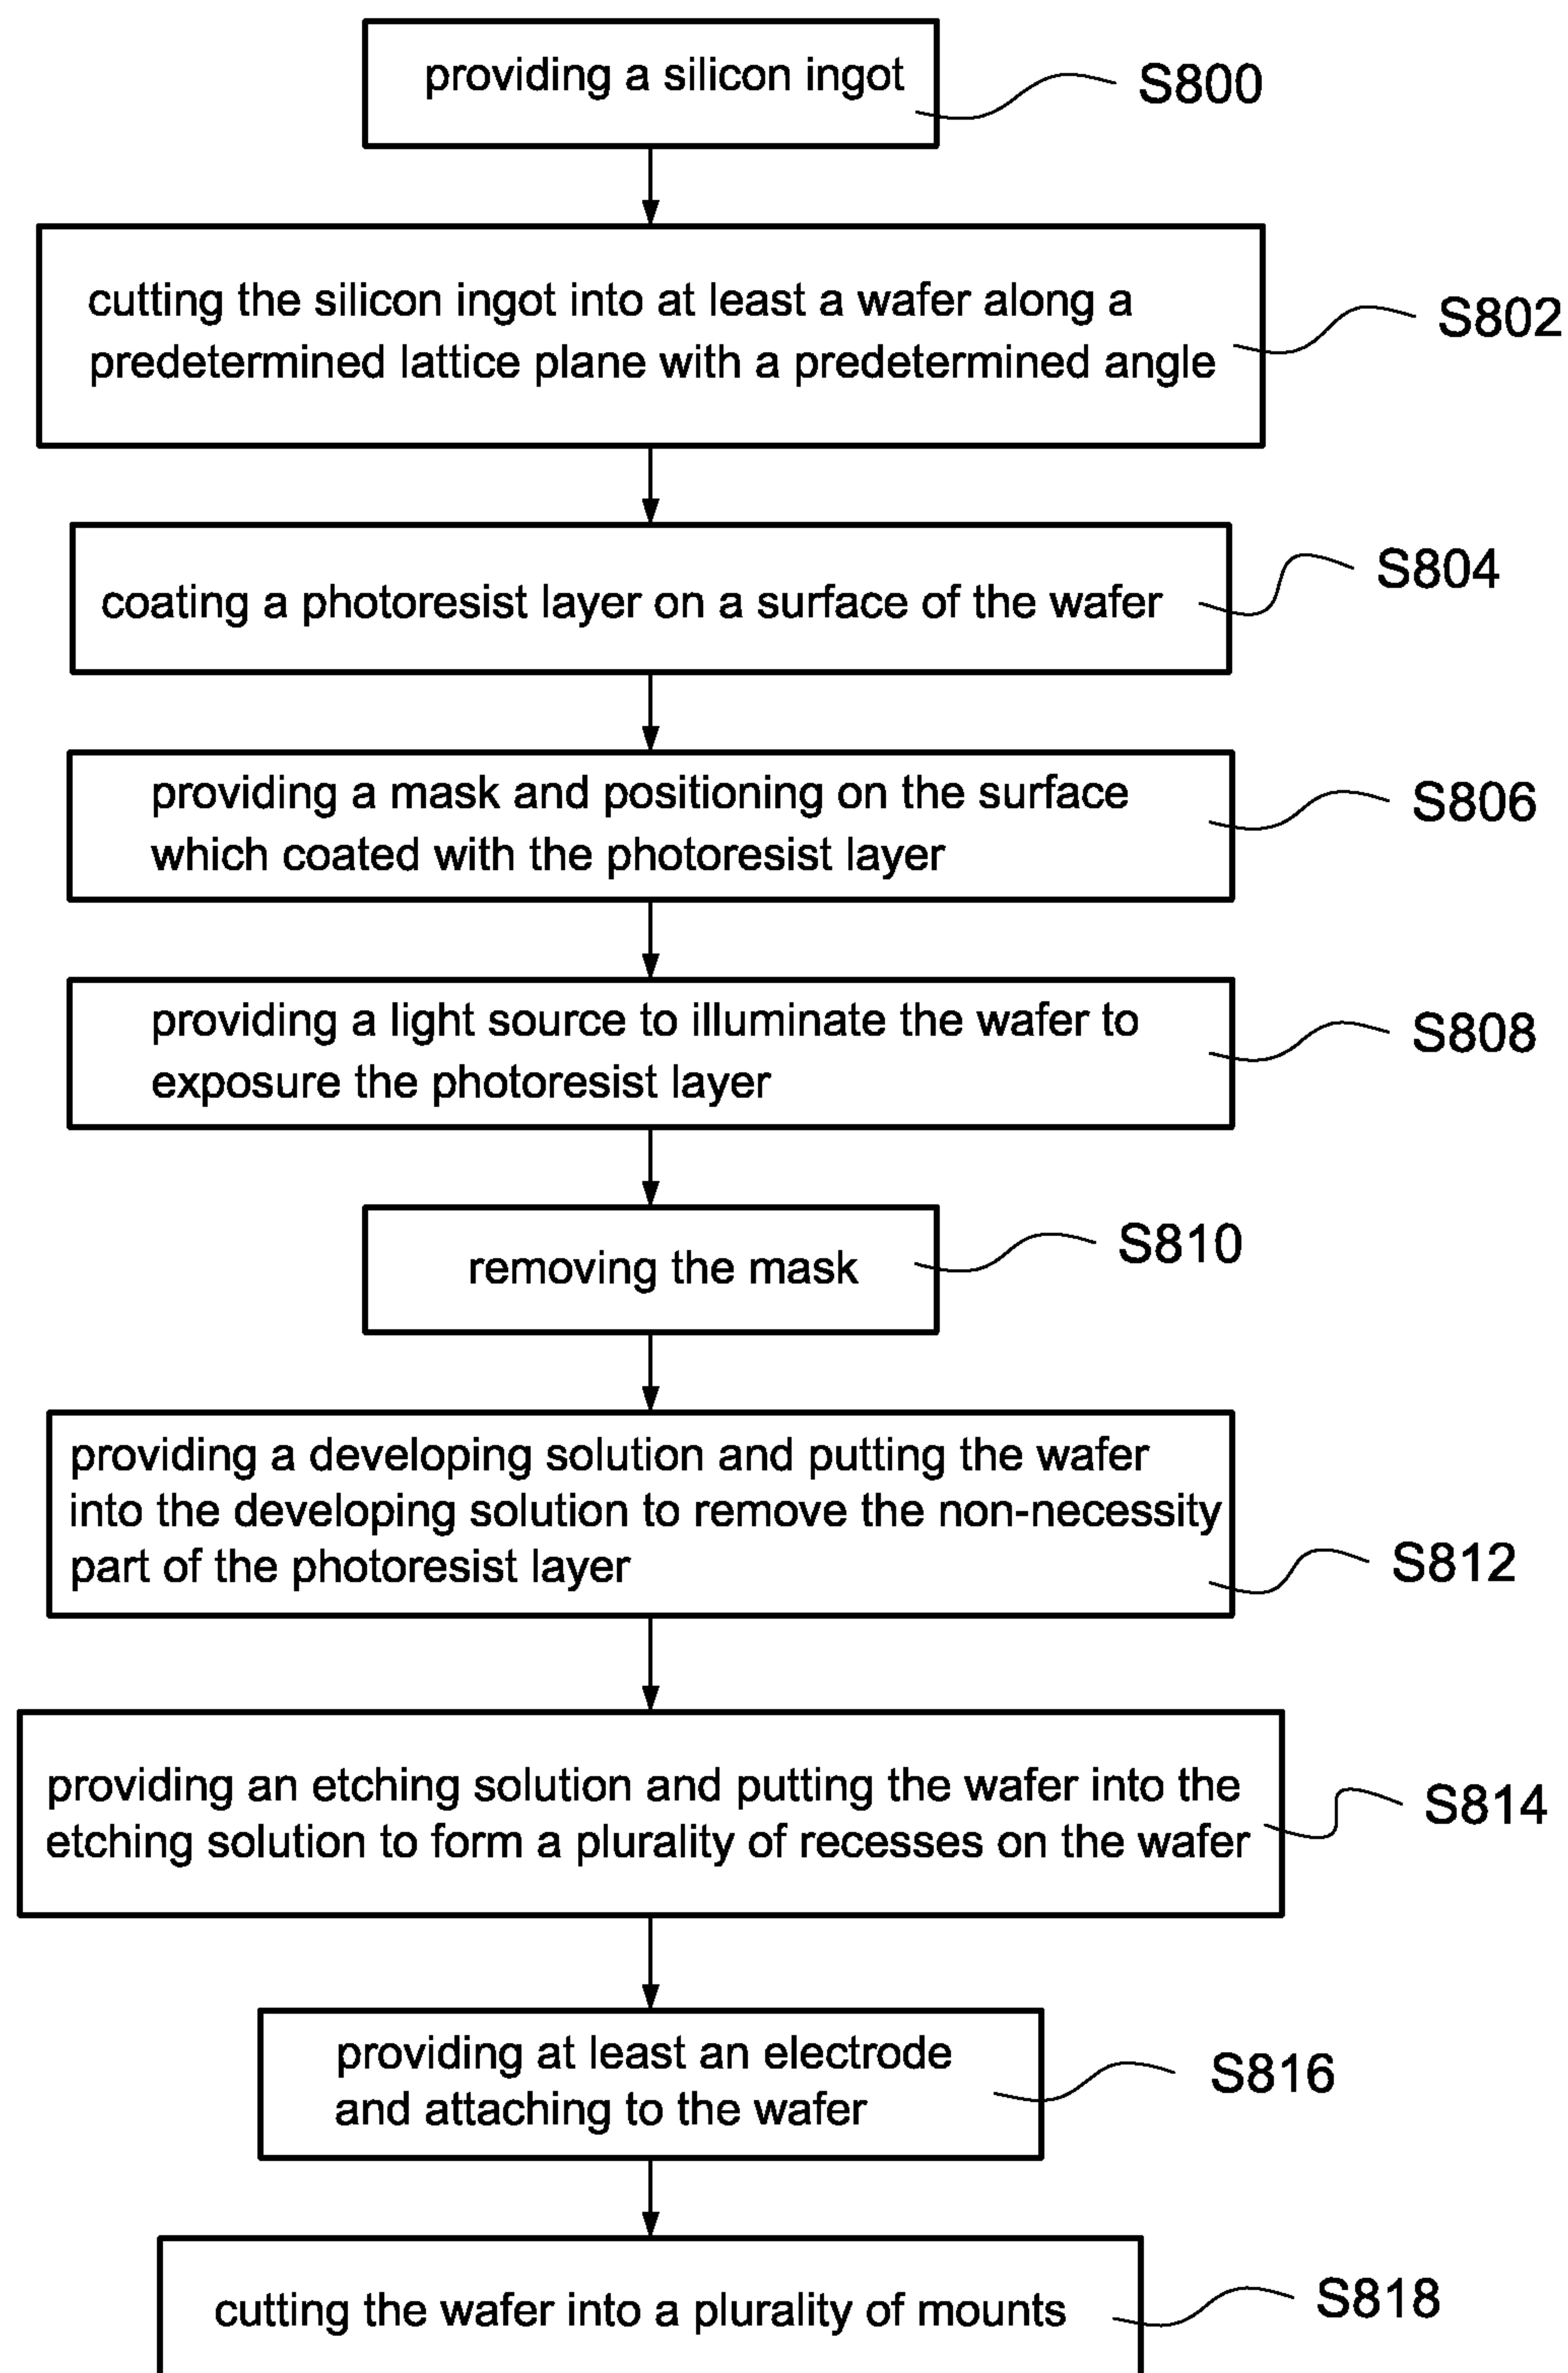 providing a silicon ingot
S800
cutting the silicon ingot into at least a wafer along a
predetermined lattice plane with a predetermined angle
S802
coating a photoresist layer on a surface of the wafer
S804
providing a mask and positioning on the surface
which coated with the photoresist layer
S806
providing a light source to illuminate the wafer to
exposure the photoresist layer
S808
removing the mask
S810
providing a developing solution and putting the wafer
into the developing solution to remove the non-necessity
part of the photoresist layer
S812
providing an etching solution and putting the wafer into the
etching solution to form a plurality of recesses on the wafer
S814
providing at least an electrode
and attaching to the wafer
S816
cutting the wafer into a plurality of mounts
S818